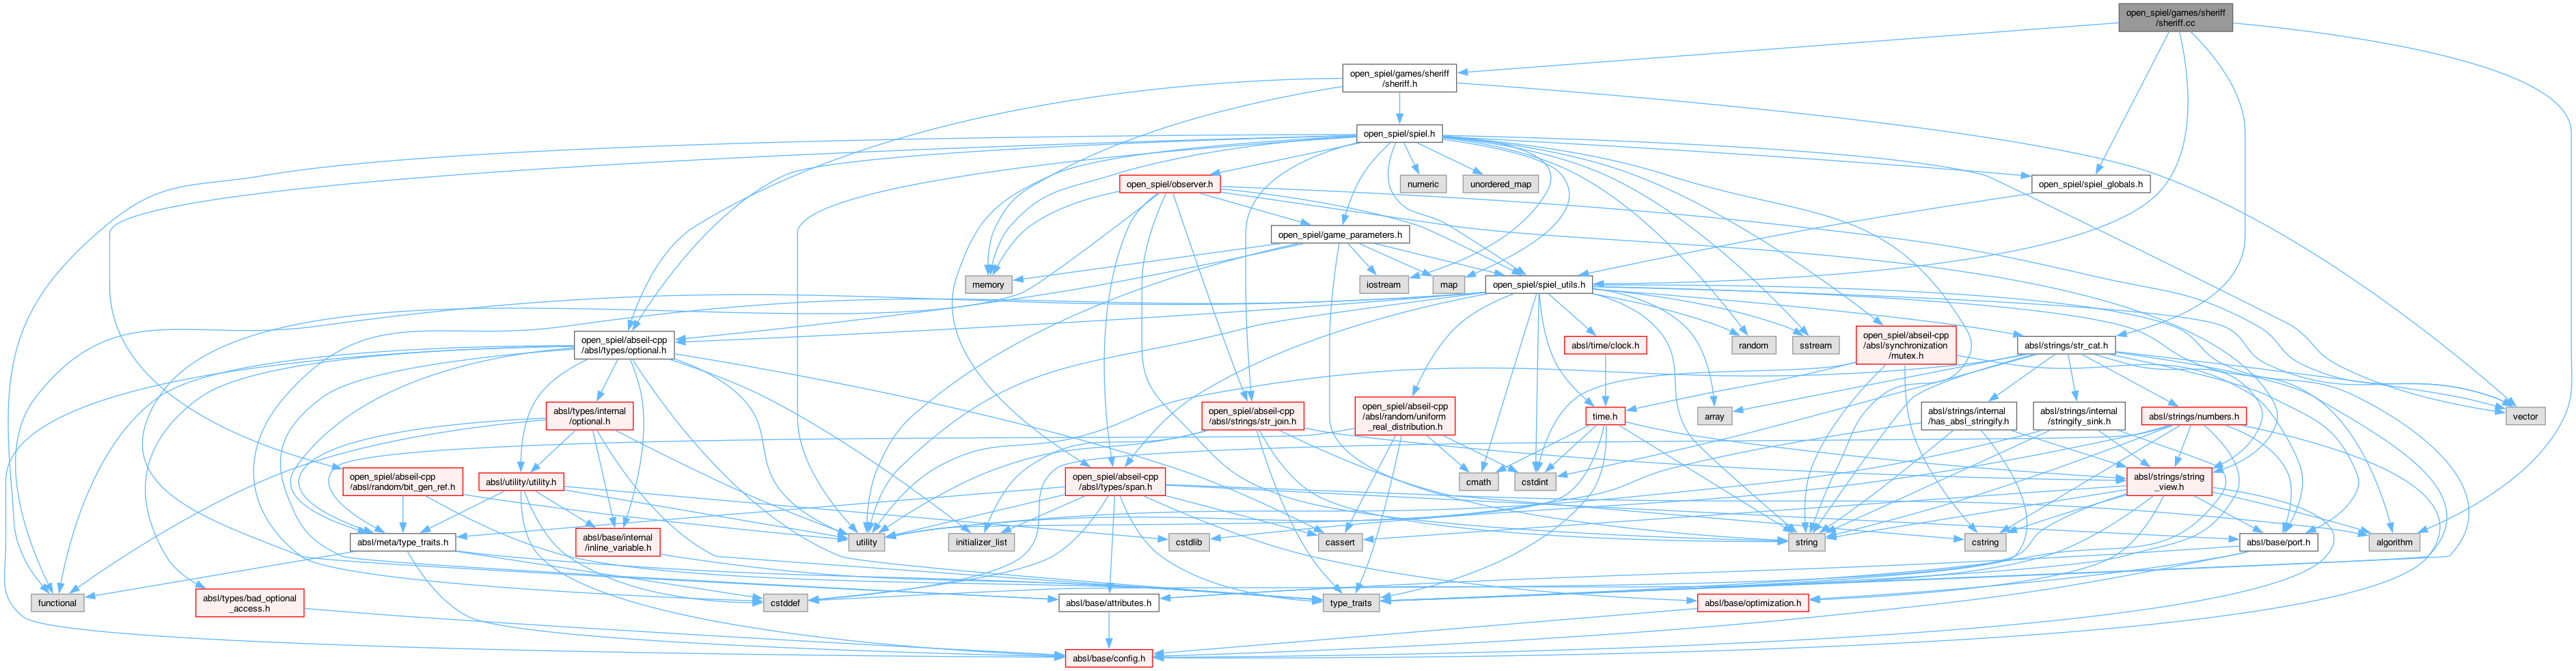 open_spiel/games/sheriff
/sheriff.cc
open_spiel/games/sheriff
/sheriff.h
open_spiel/spiel.h
open_spiel/observer.h
numeric
unordered_map
open_spiel/spiel_globals.h
open_spiel/game_parameters.h
memory
iostream
map
open_spiel/spiel_utils.h
open_spiel/abseil-cpp
/absl/types/optional.h
absl/time/clock.h
random
sstream
open_spiel/abseil-cpp
/absl/synchronization
/mutex.h
absl/strings/str_cat.h
absl/types/internal
/optional.h
open_spiel/abseil-cpp
/absl/strings/str_join.h
open_spiel/abseil-cpp
/absl/random/uniform
_real_distribution.h
time.h
array
absl/strings/internal
/has_absl_stringify.h
absl/strings/internal
/stringify_sink.h
absl/strings/numbers.h
vector
open_spiel/abseil-cpp
/absl/random/bit_gen_ref.h
absl/utility/utility.h
open_spiel/abseil-cpp
/absl/types/span.h
cmath
cstdint
absl/strings/string
_view.h
absl/meta/type_traits.h
absl/base/internal
/inline_variable.h
utility
initializer_list
cstdlib
cassert
string
cstring
absl/base/port.h
algorithm
functional
absl/types/bad_optional
_access.h
cstddef
absl/base/attributes.h
type_traits
absl/base/optimization.h
absl/base/config.h